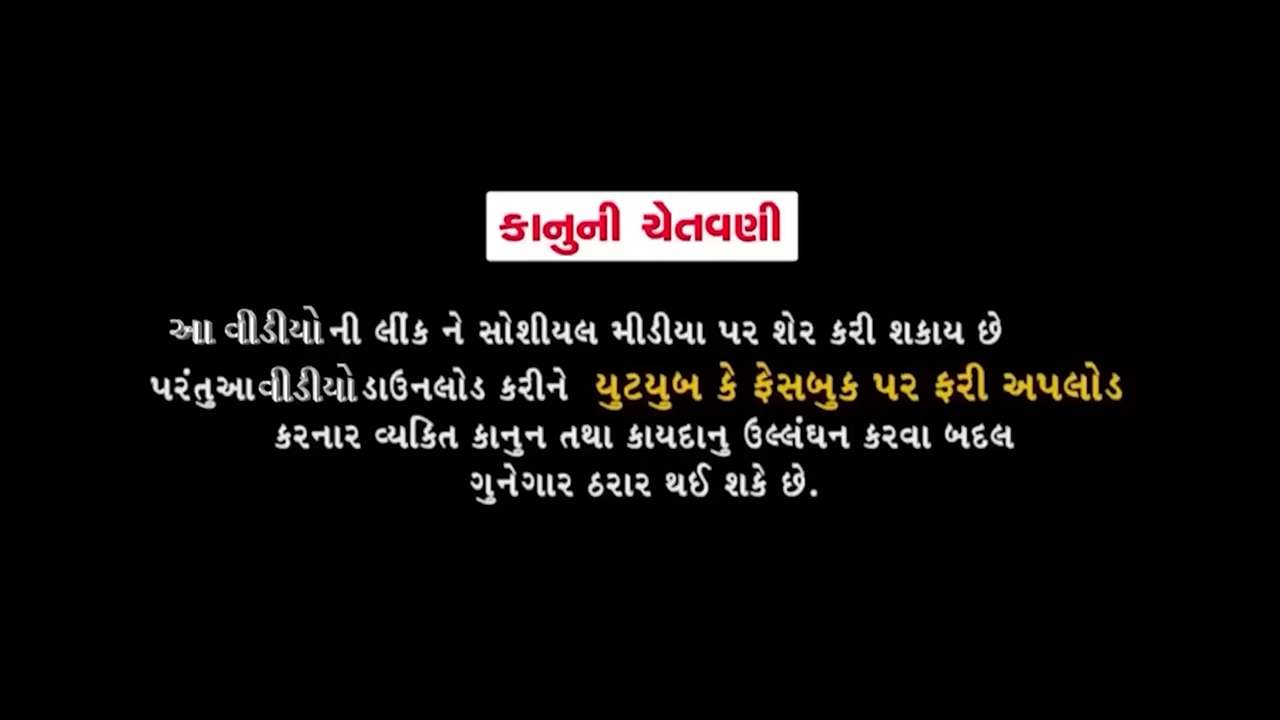 કાનુની ચેતવણી
આ વીડીયો ની લીંક ને સોશીયલ મીડીયા પર શેર કરી શકાય છે
પરંતુઆવીડીયો ડાઉનલોડ કરીને યુટયુબ કે ફેસબુક પર ફરી અપલોડ
કરનાર વ્યકિત કાનુન તથા કાયદાનુ ઉલ્લંઘન કરવા બદલ
ગુનેગાર ઠરાર થઈ શકે છે.